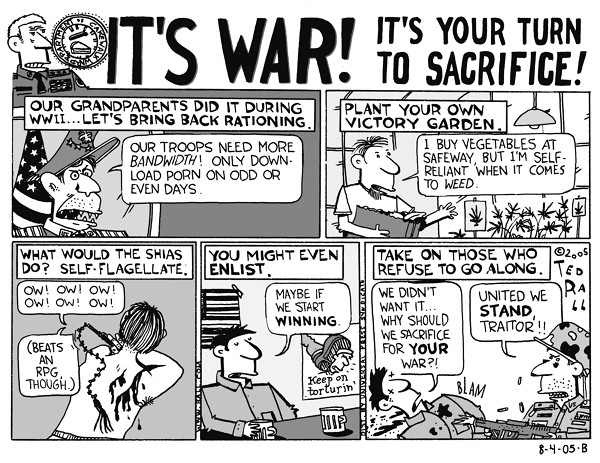 IT'S WAR!
IT'S YOUR TURN
TO SACRIFICE!
OUR GRANDPARENTS DID IT DURING
WWII...LET'S BRING BACK RATIONING.
OUR TROOPS NEED MORE
BANDWIDTH! ONLY DOWN-
LOAD PORN ON ODD OR
EVEN DAYS.
PLANT YOUR OWN
VICTORY GARDEN.
I BUY VEGETABLES AT
SAFEWAY, BUT I'M SELF-
RELIANT WHEN IT COMES
TO WEED.
WHAT WOULD THE SHIAS
DO? SELF-FLAGELLATE.
OW! OW! OW!
OW! OW! OW!
(BEATS
AN
RPG
THOUGH.)
YOU MIGHT EVEN
ENLIST.
MAYBE IF
WE START
WINNING.
Keep on
torturin'
TAKE ON THOSE WHO
REFUSE TO GO ALONG.
©2005
TED
RALL
WE DIDN'T
WANT IT...
WHY SHOULD
WE SACRIFICE
FOR YOUR
WAR?!
UNITED WE
STAND,
TRAITOR!!
BLAM
8-4-05-B